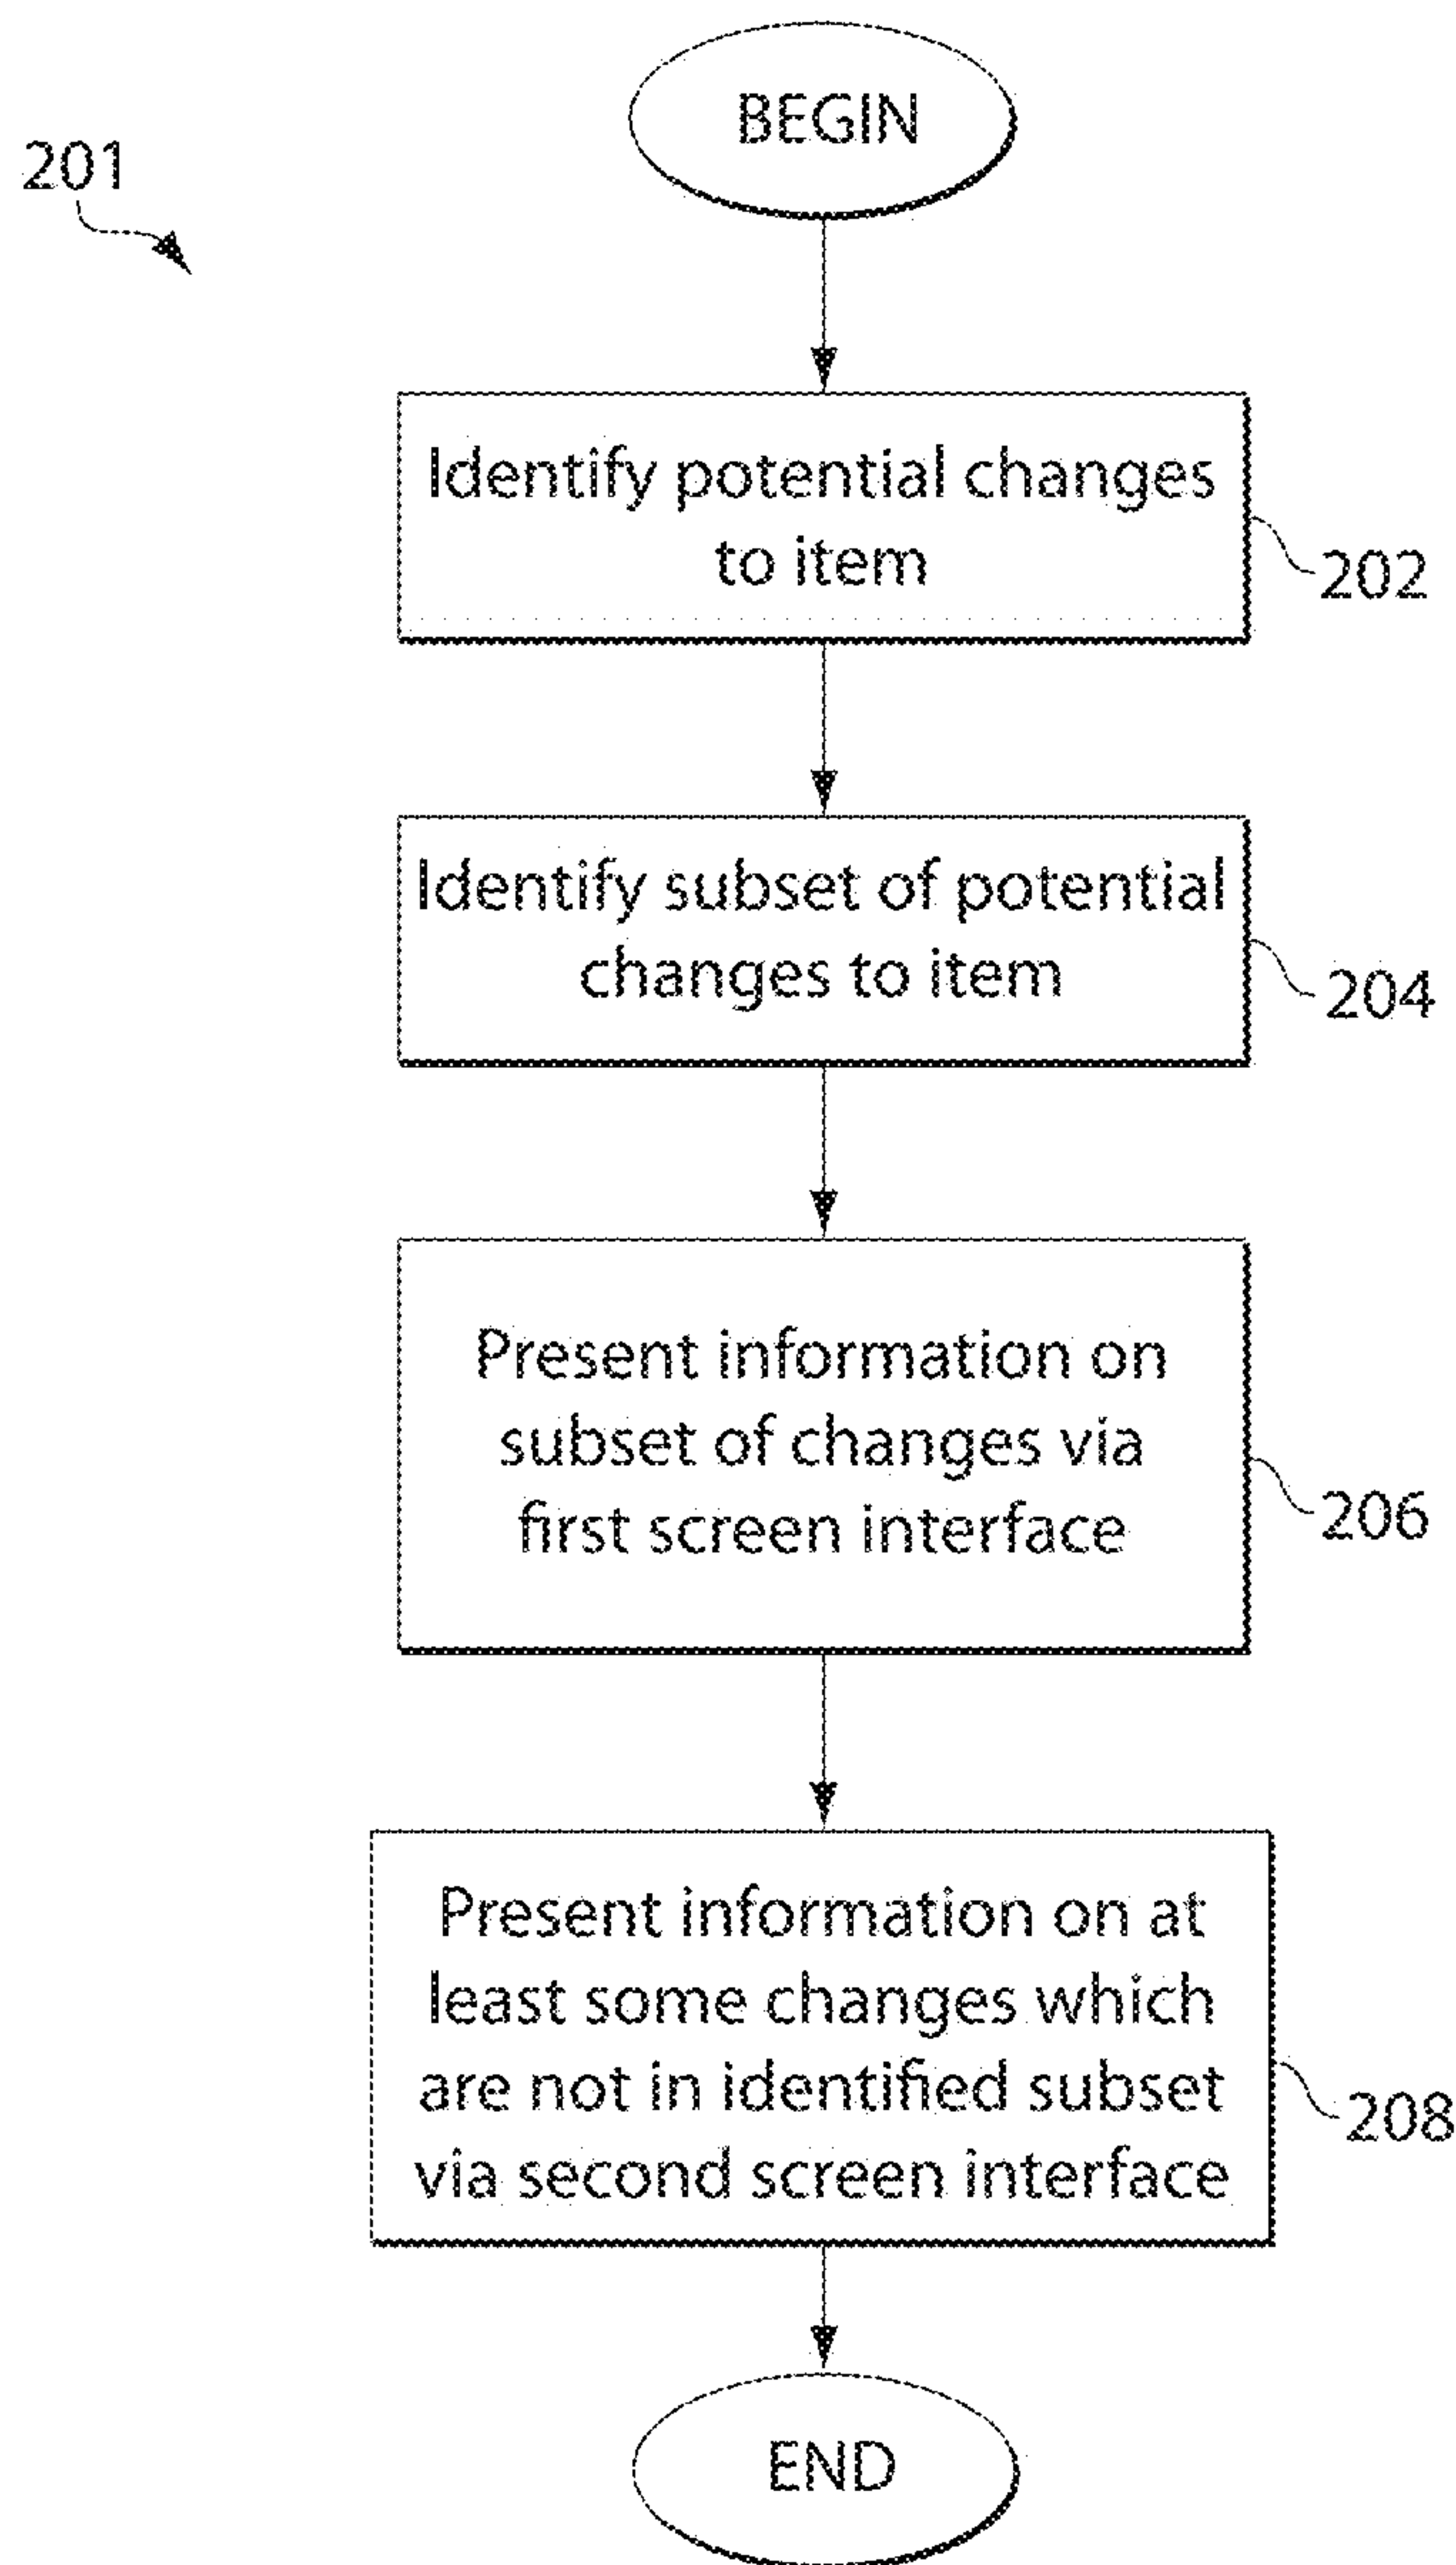 BEGIN
201
Identify potential changes
to item
202
Identify subset of potential
changes to item
204
Present information on
subset of changes via
first screen interface
206
Present information on at
least some changes which
are not in identified subset
via second screen interface
208
END